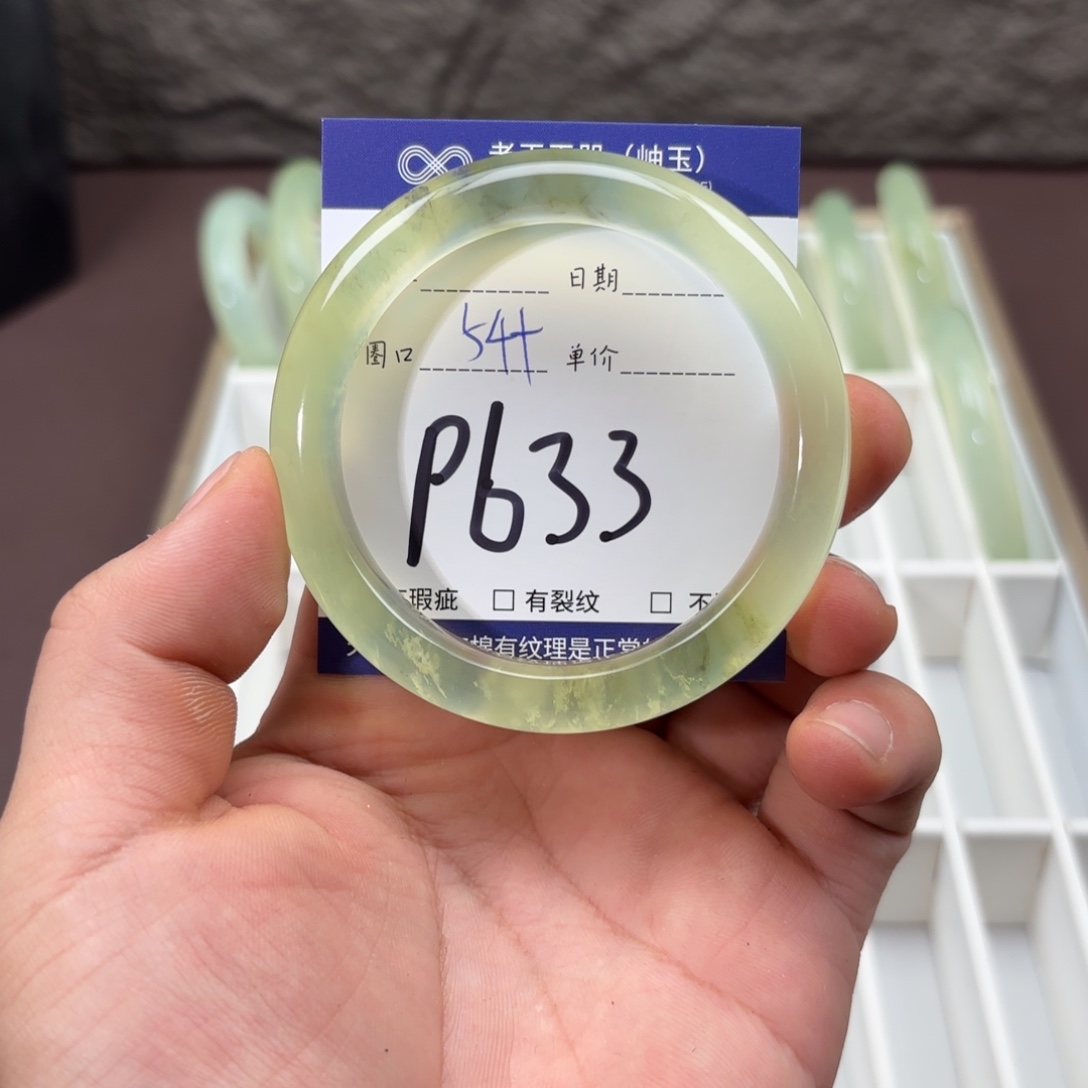 （岫玉）
日期
圈口 54+ 单价
P633
瑕疵 □ 有裂纹 □ 不
有纹理是正常